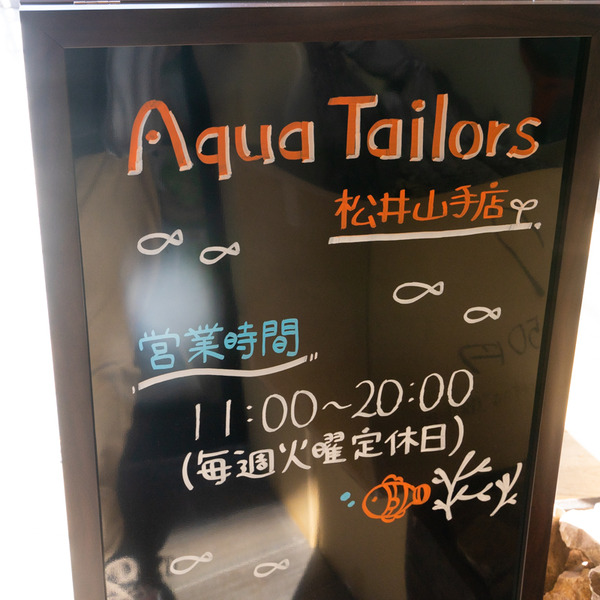 Aqua Tailors
松井山手店
営業時間
11:00~20:00
(毎週火曜定休日)